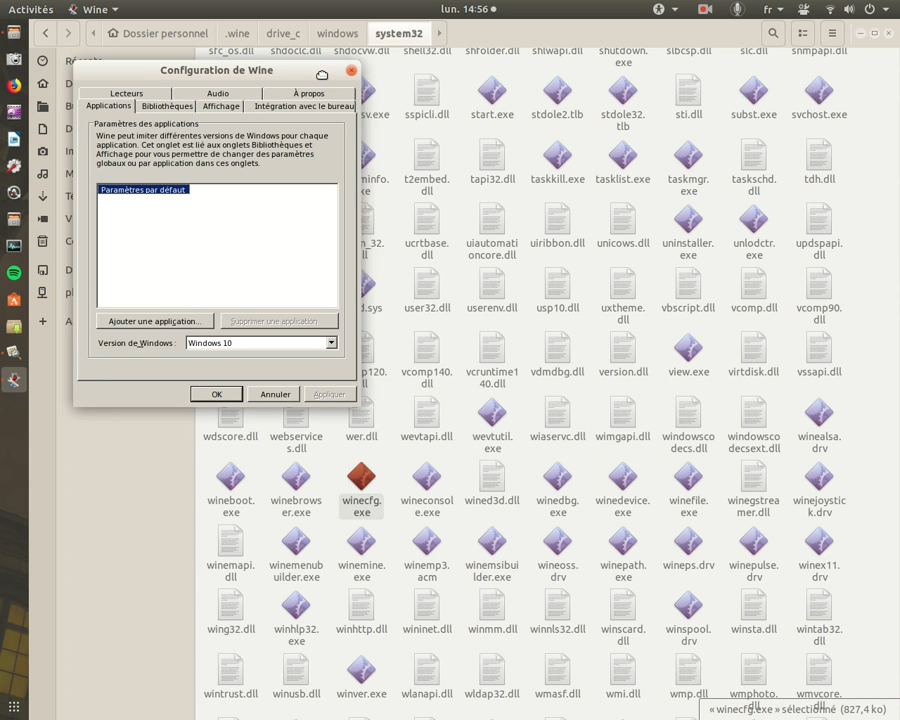 Activités
Wine
lun. 14:56
fr
Dossier personnel
.wine
drive_c
windows
system32
sfc_os.dll
shdoclc.dll
shdocvw.dll
shell32.dll
shfolder.dll
shlwapi.dll
shutdown.
exe
slbcsp.dll
slc.dll
snmpapi.dll
Configuration de Wine
Lecteurs
Audio
À propos
Applications
Bibliothèques
Affichage
Intégration avec le bureau
Paramètres des applications
Wine peut imiter différentes versions de Windows pour chaque
application. Cet onglet est lié aux onglets Bibliothèques et
Affichage pour vous permettre de changer des paramètres
globaux ou par application dans ces onglets.
Paramètres par défaut
Ajouter une application...
Supprimer une application
Version de Windows :
Windows 10
OK
Annuler
Appliquer
sspicli.dll
start.exe
stdole2.tlb
stdole32.
tlb
sti.dll
subst.exe
svchost.exe
t2embed.dll
tapi32.dll
taskkill.exe
tasklist.exe
taskmgr.
exe
taskschd.
dll
tdh.dll
ucrtbase.
dll
uiautomati
oncore.dll
uiribbon.dll
unicows.dll
uninstaller.
exe
unlodctr.
exe
updspapi.
dll
user32.dll
userenv.dll
usp10.dll
uxtheme.
dll
vbscript.dll
vcomp.dll
vcomp90.
dll
vcomp140.
dll
vcruntime1
40.dll
vdmdbg.dll
version.dll
view.exe
virtdisk.dll
vssapi.dll
wdscore.dll
webservice
s.dll
wer.dll
wevtapi.dll
wevtutil.
exe
wiaservc.dll
wimgapi.dll
windowsco
decs.dll
windowsco
decsext.dll
winealsa.
drv
wineboot.
exe
winebrows
er.exe
winecfg.
exe
wineconsol
e.exe
wined3d.dll
winedbg.
exe
winedevice.
exe
winefile.
exe
winegstrea
mer.dll
winejoystic
k.drv
winemapi.
dll
winemenub
uilder.exe
winemine.
exe
winemp3.
acm
winemsibui
lder.exe
wineoss.
drv
winepath.
exe
wineps.drv
winepulse.
drv
winex11.
drv
wing32.dll
winhlp32.
exe
winhttp.dll
wininet.dll
winmm.dll
winnls32.dll
winscard.
dll
winspool.
drv
winsta.dll
wintab32.
dll
wintrust.dll
winusb.dll
winver.exe
wlanapi.dll
wldap32.dll
wmasf.dll
wmi.dll
wmp.dll
wmphoto.
dll
wmvcore.
dll
« winecfg.exe » sélectionné (827,4 ko)